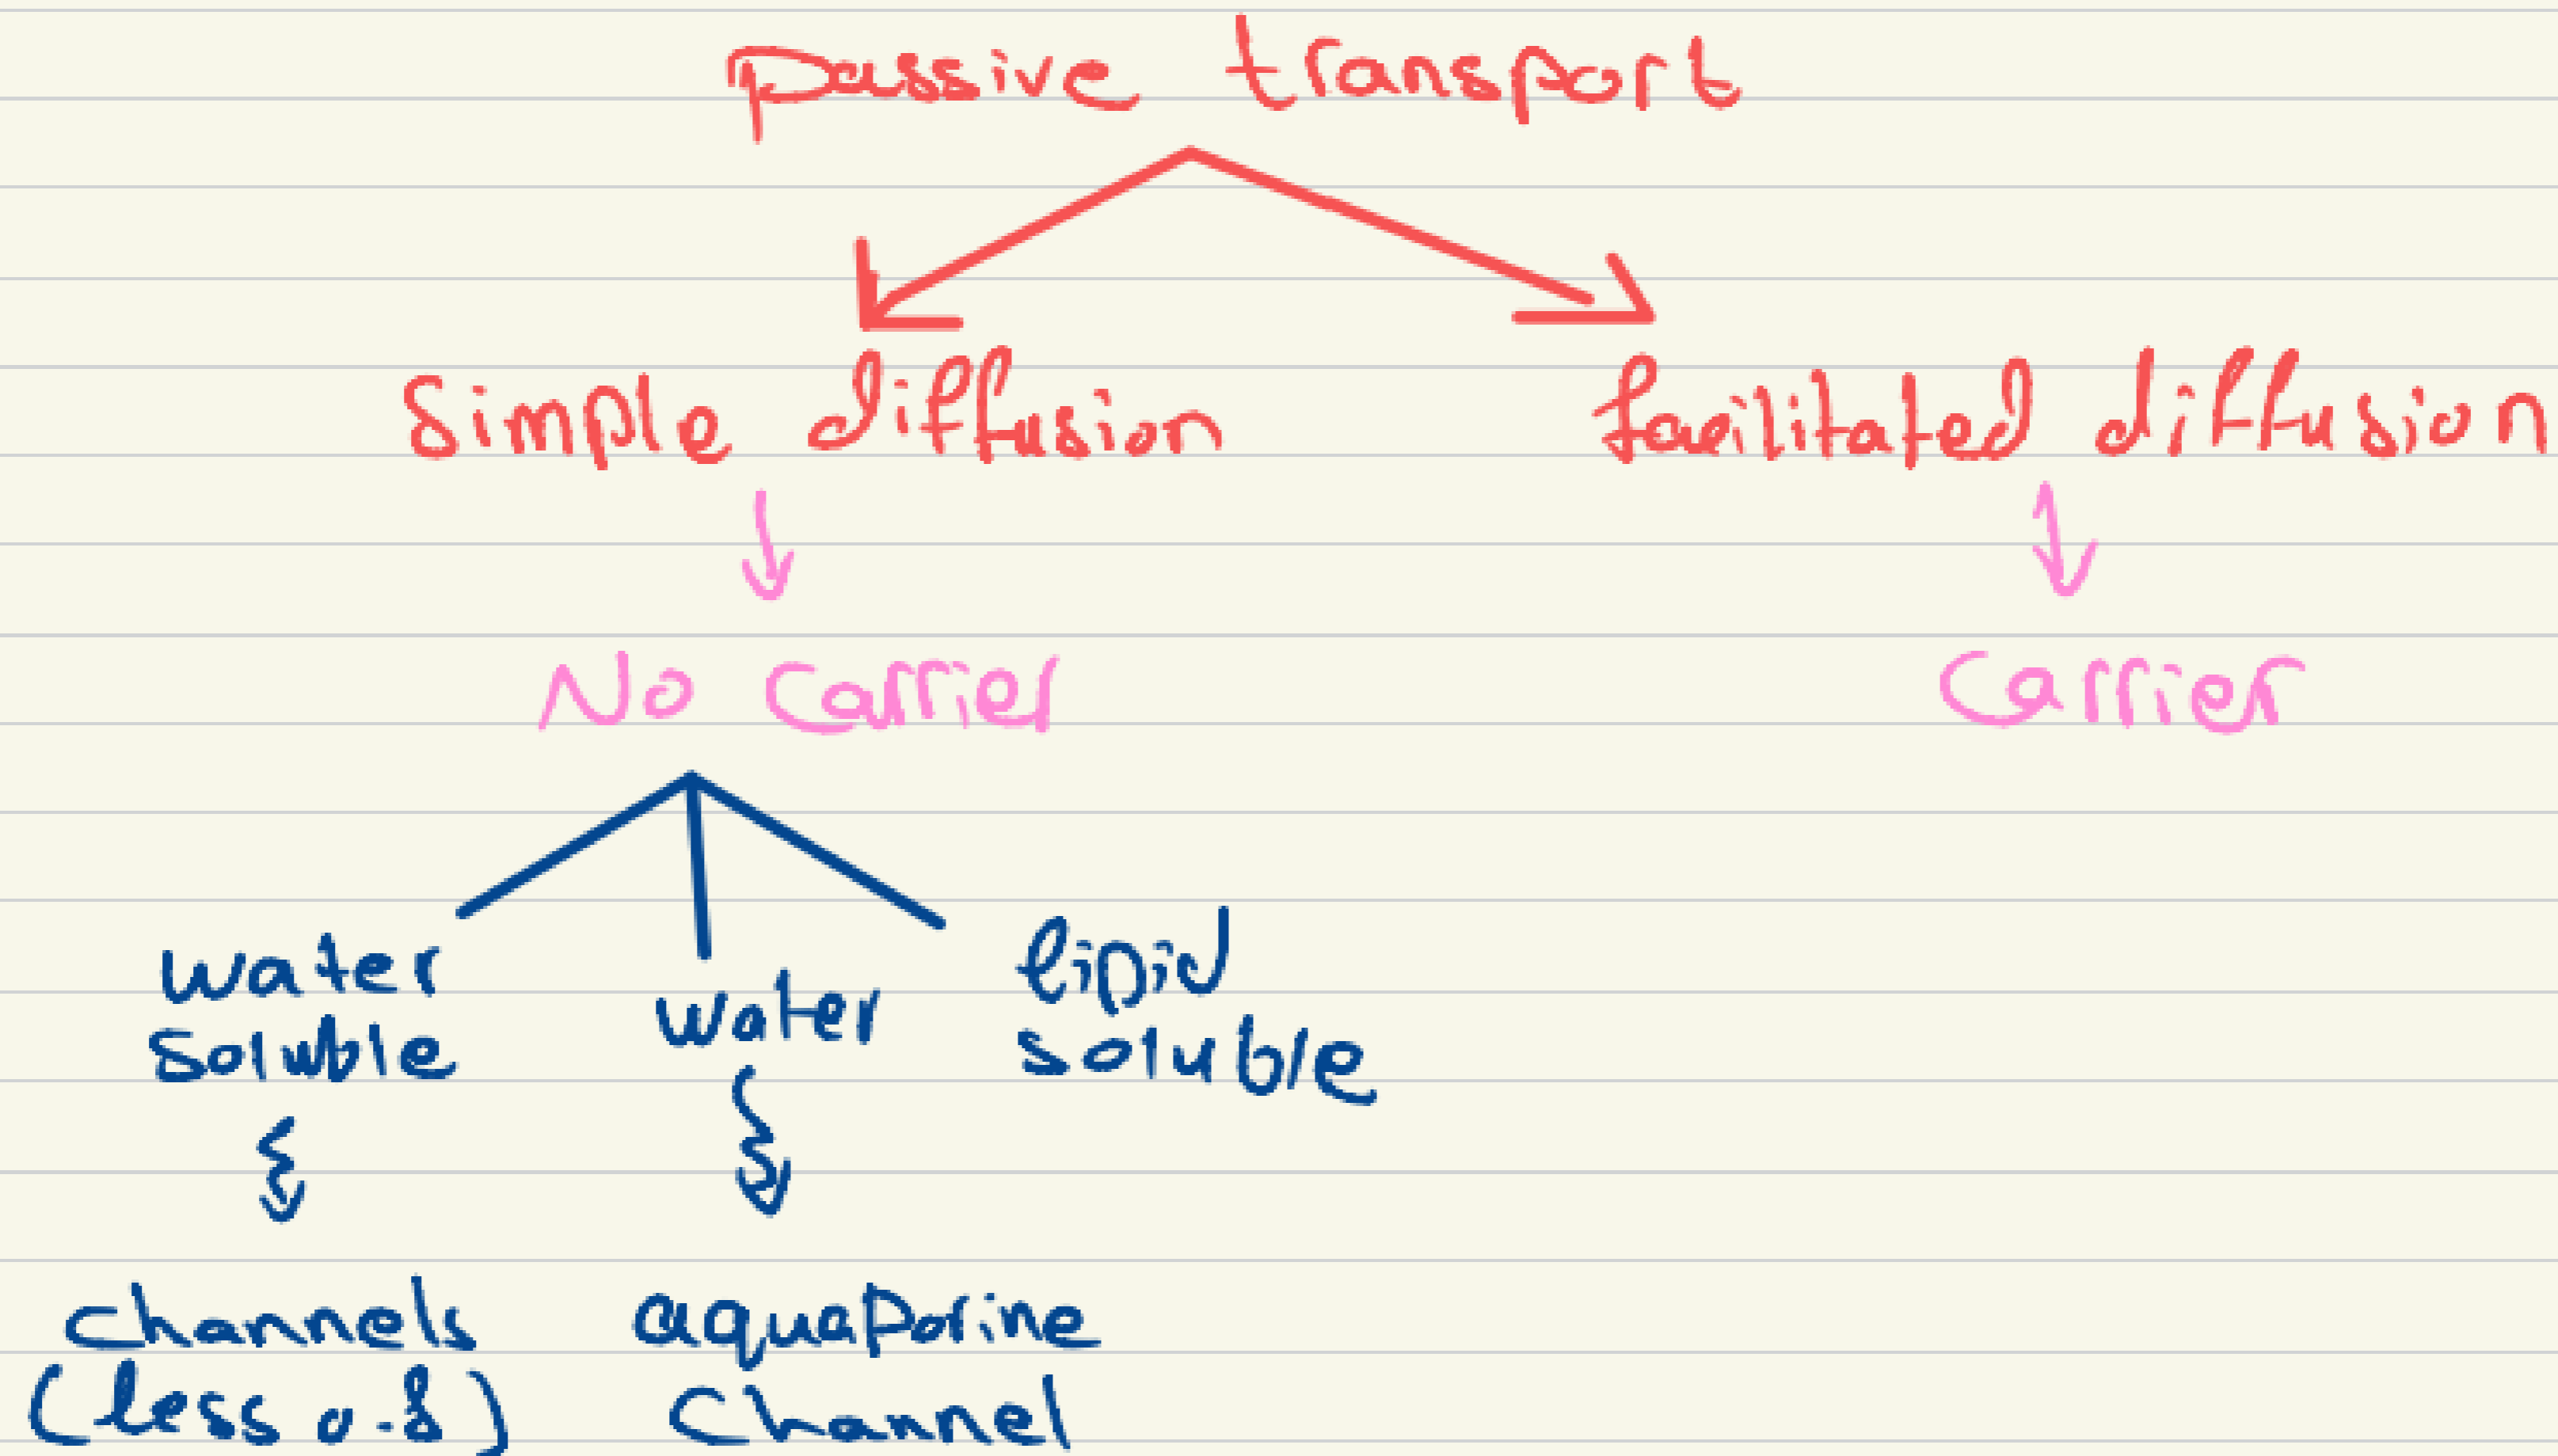 passive transport
Simple diffusion facilitated diffusion
No Carrier Carrier
water
soluble
water
lipid
soluble
channels
(less 0.8)
aquaporine
channel